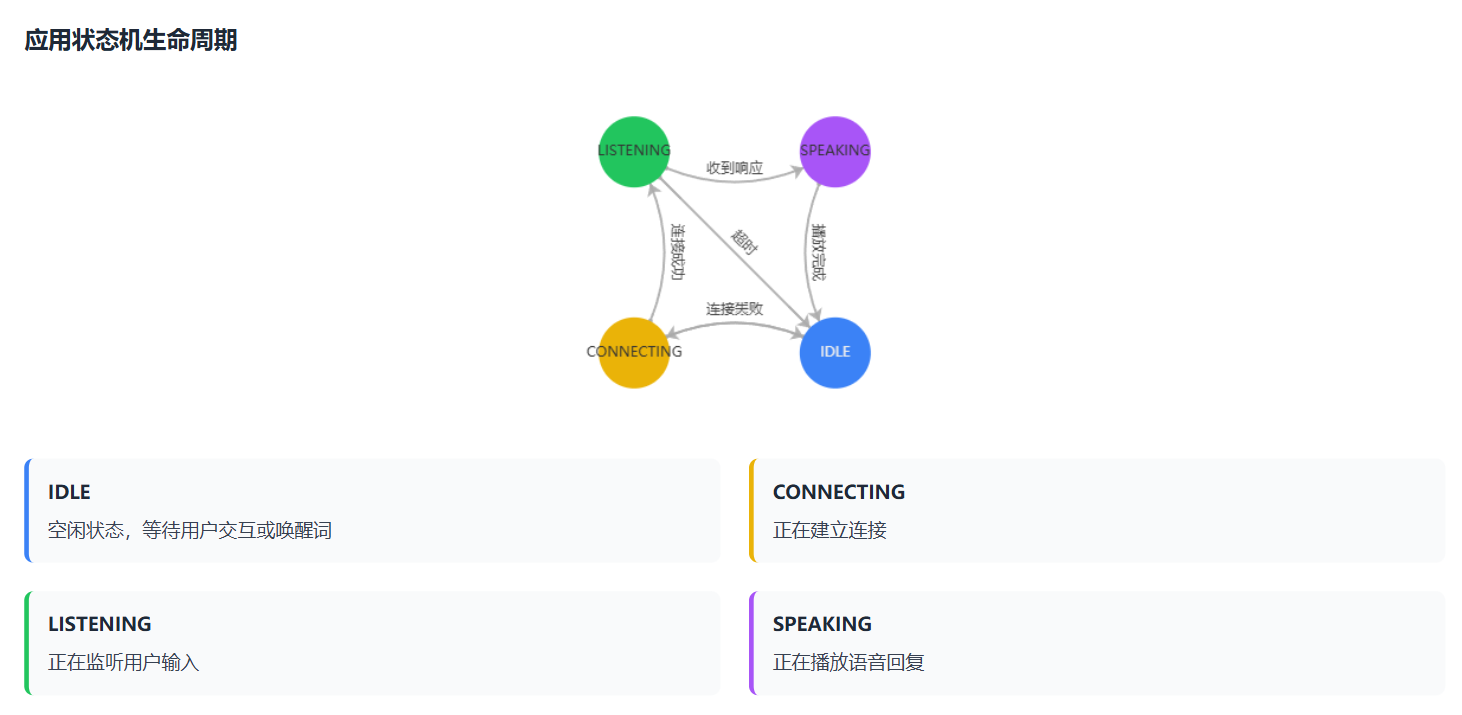 应用状态机生命周期
LISTENING
SPEAKING
收到响应
连接成功
超时
播放完成
连接失败
CONNECTING
IDLE
IDLE
空闲状态，等待用户交互或唤醒词
CONNECTING
正在建立连接
LISTENING
正在监听用户输入
SPEAKING
正在播放语音回复